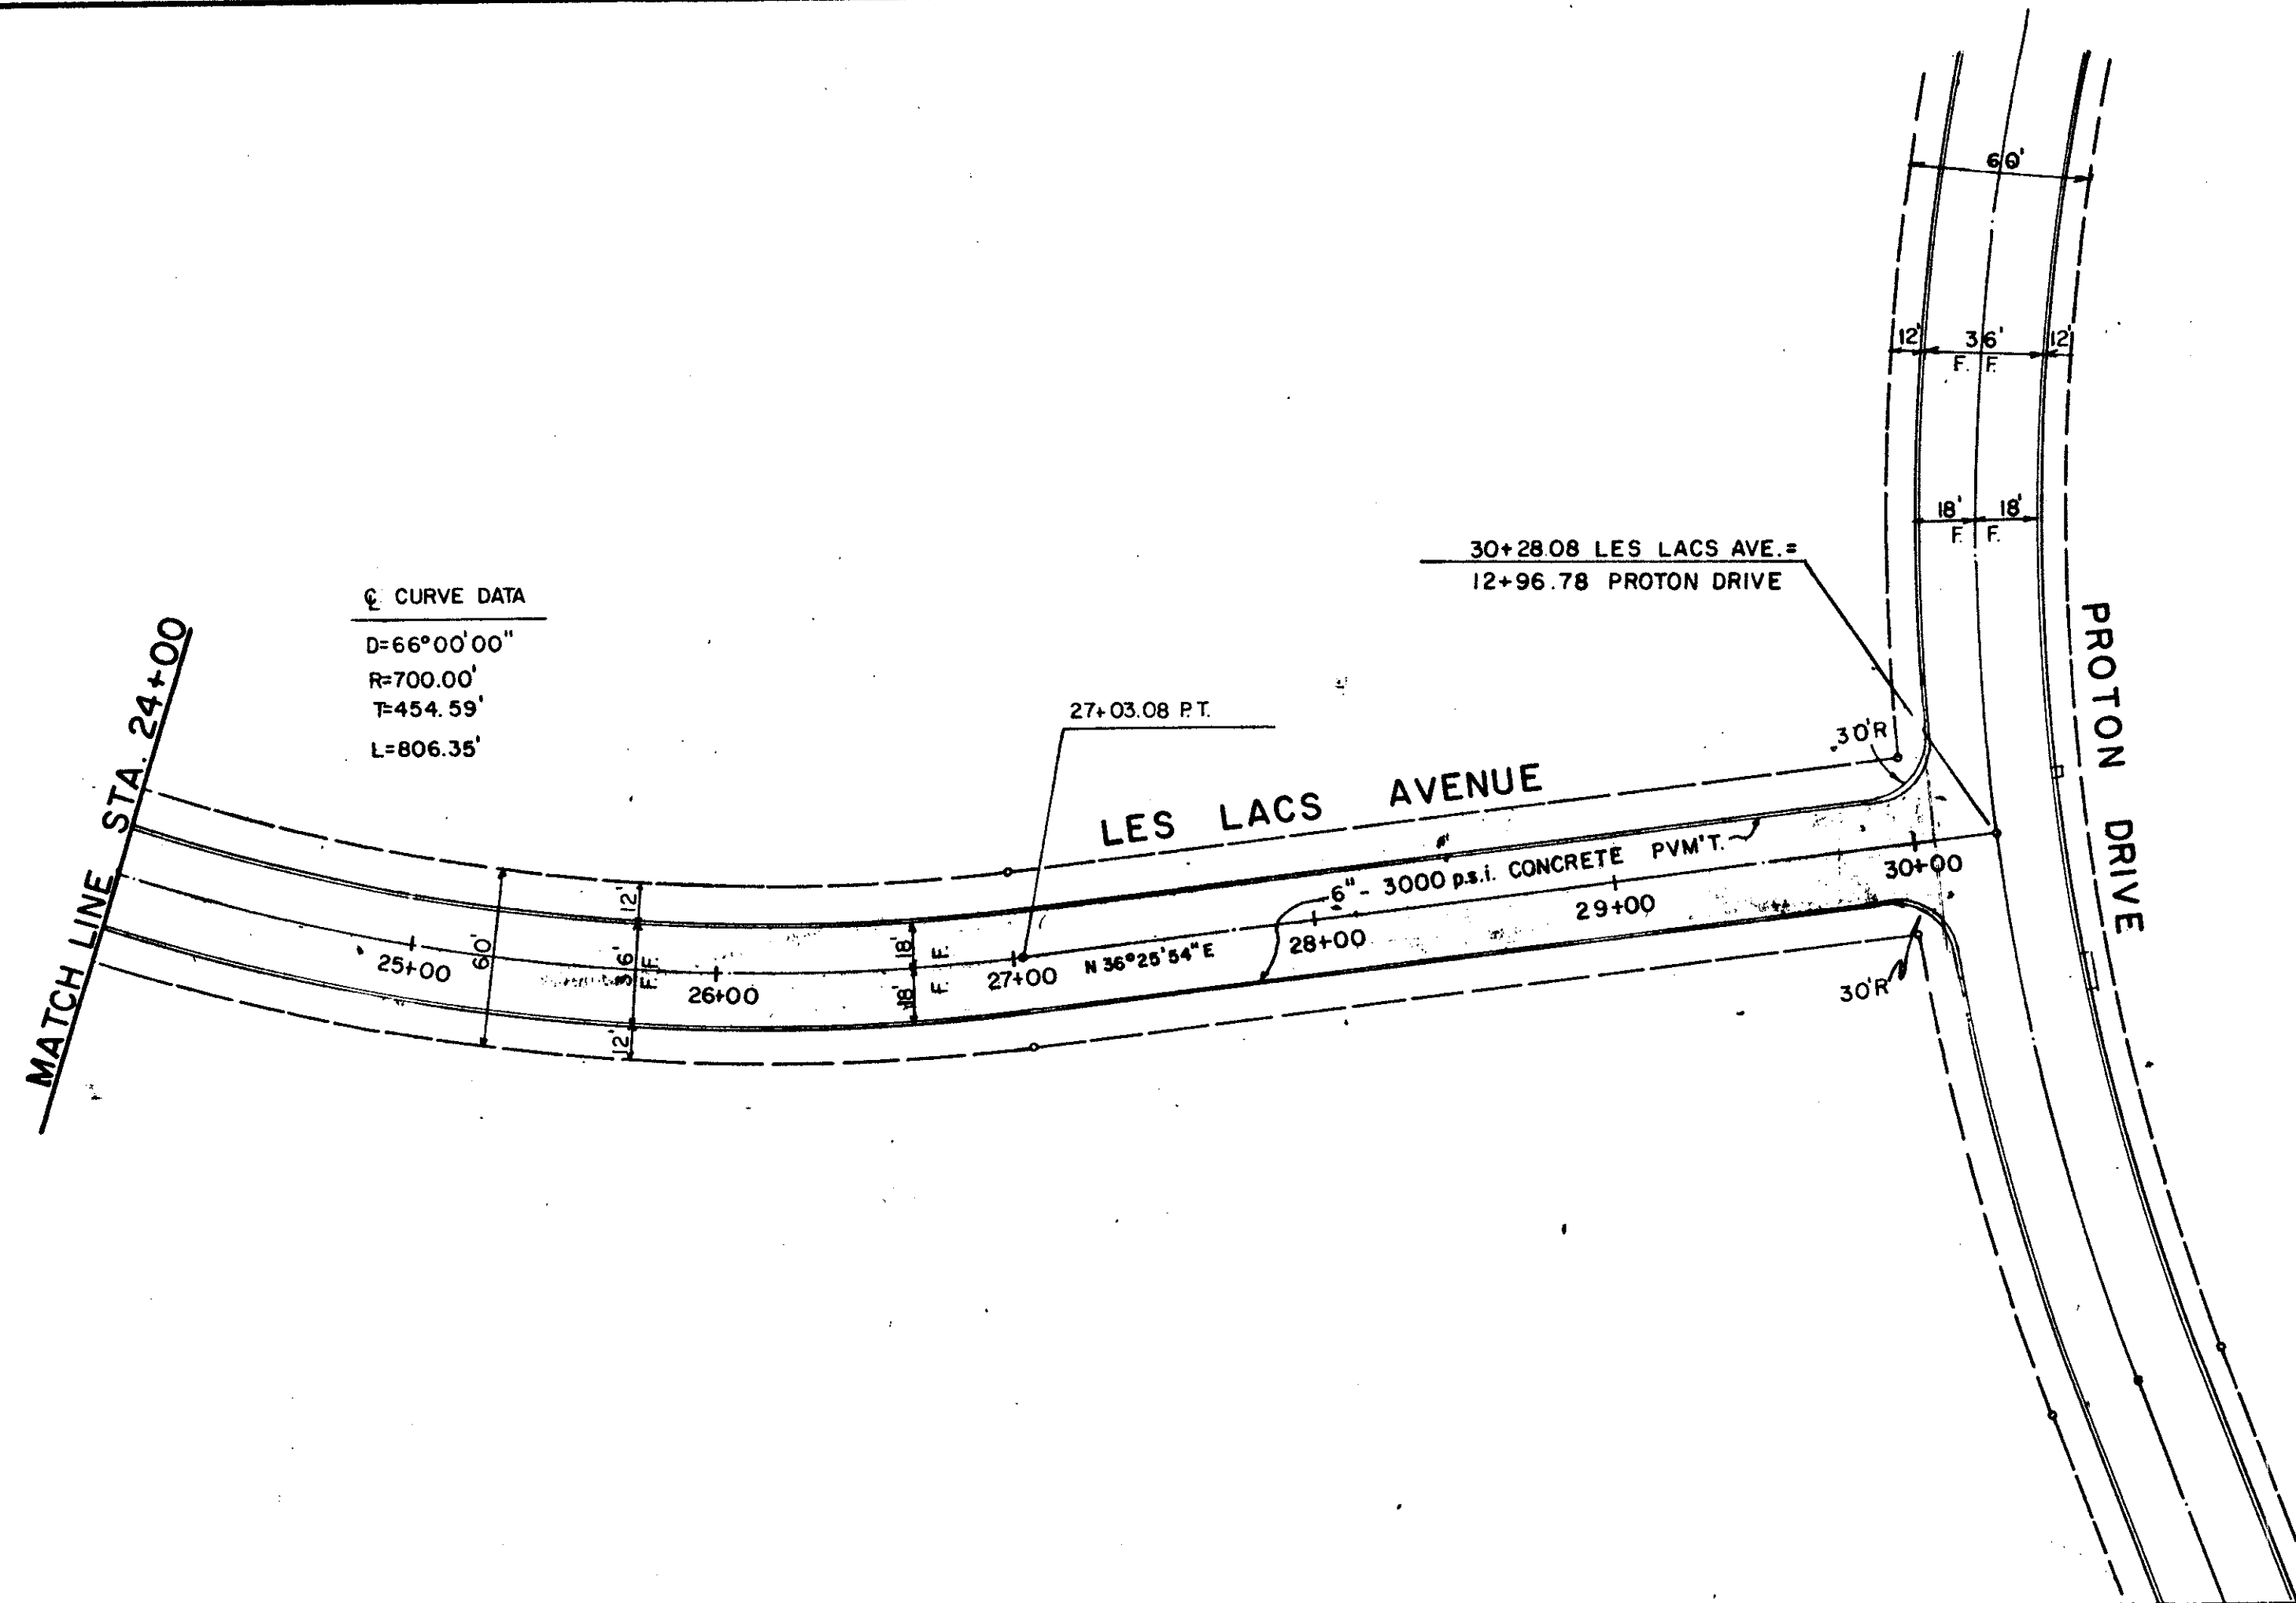 60'
12'
36'
12'
F. F.
18'
18'
F. F.
30+28.08 LES LACS AVE.=
12+96.78 PROTON DRIVE
℄ CURVE DATA
D=66°00'00"
R=700.00'
T=454.59'
L=806.35'
MATCH LINE STA. 24+00
27+03.08 P.T.
LES LACS AVENUE
PROTON DRIVE
30'R
6"- 3000 p.s.i. CONCRETE PVM'T.
30+00
29+00
28+00
N 36°25'54"E
27+00
26+00
25+00
60'
12'
36'
F.F.
12'
18'
F. F.
18'
30'R